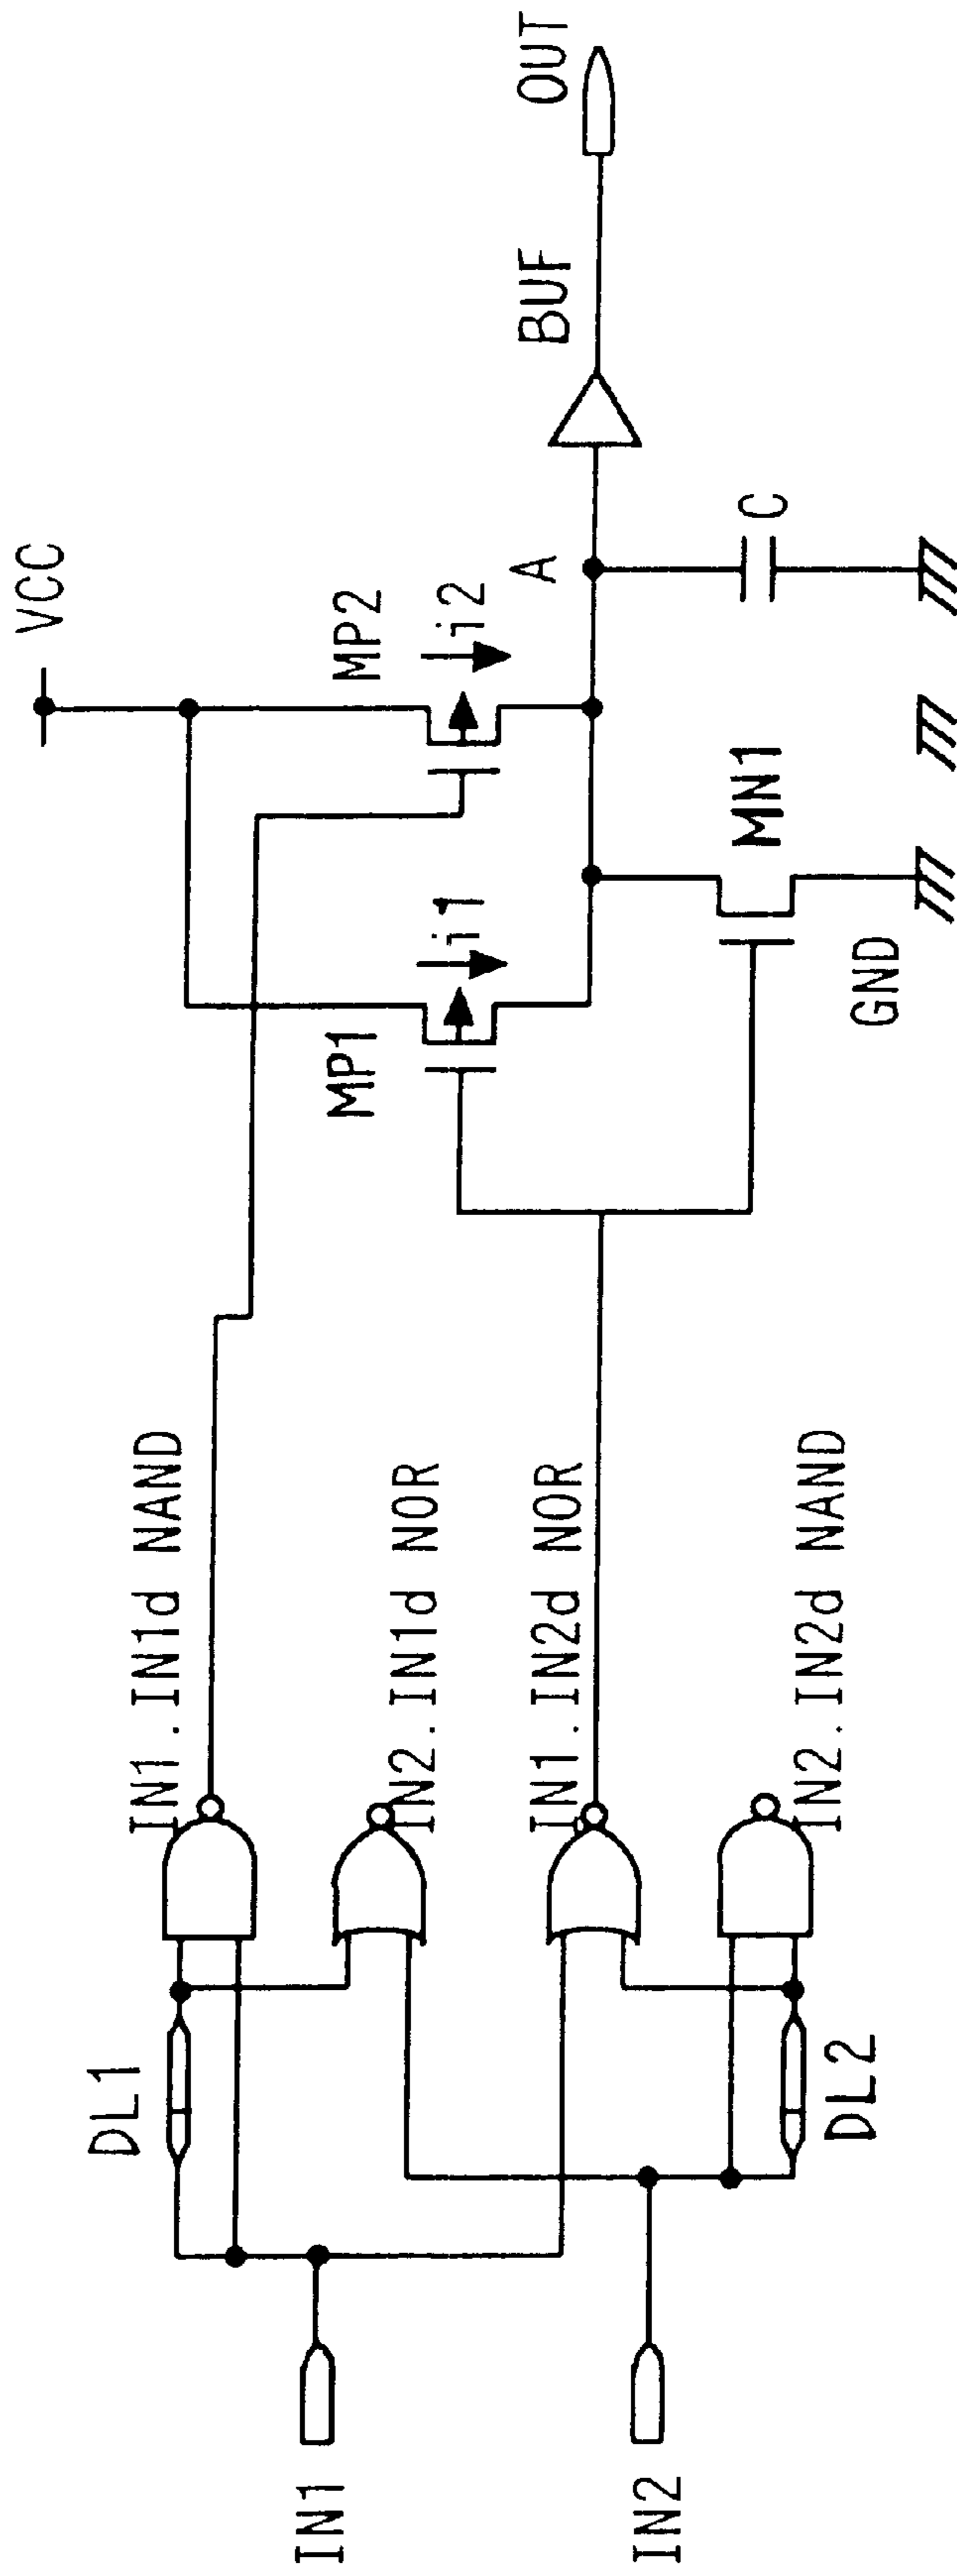 VCC
MP2
i2
MP1
i1
A
BUF
OUT
C
MN1
GND
IN1.IN1d NAND
IN2.IN1d NOR
IN1.IN2d NOR
IN2.IN2d NAND
DL1
DL2
IN1
IN2